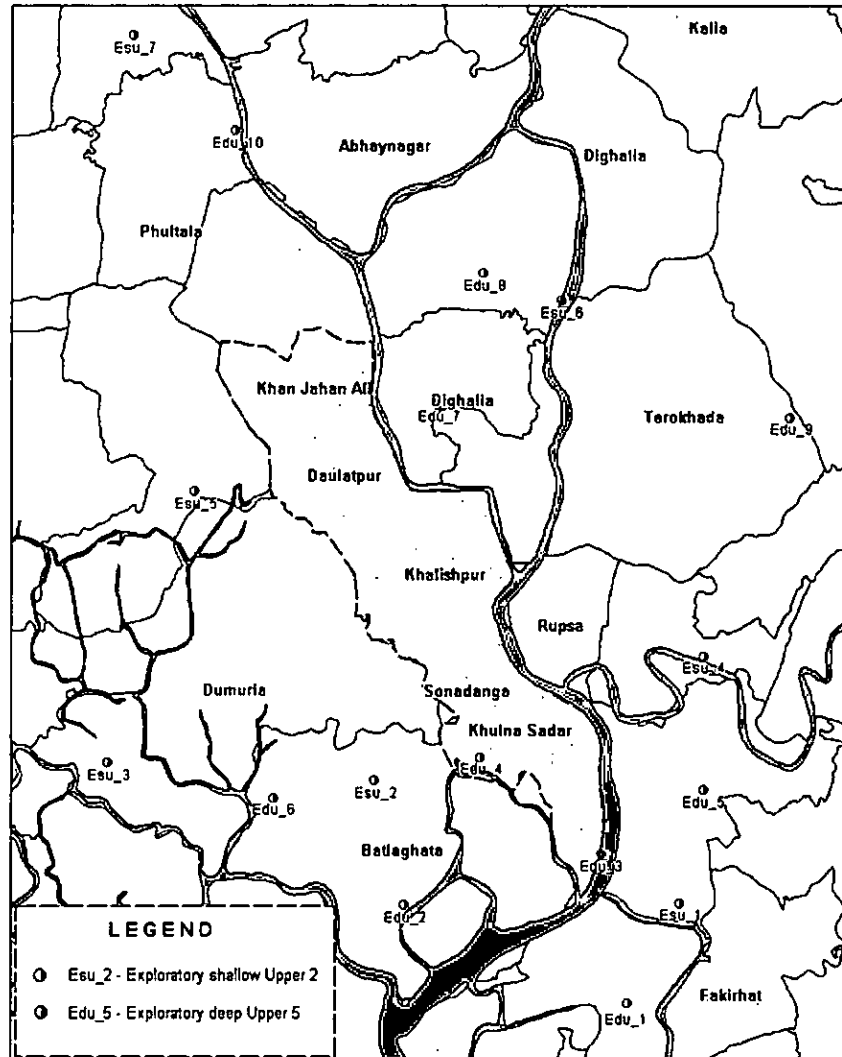 Kalia
Esu_7
Edu_10
Abhaynagar
Dighalia
Phultala
Edu_8
Esu_6
Khan Jahan Ali
Dighalia
Edu_7
Terokhada
Edu_9
Daulatpur
Esu_5
Khalishpur
Rupsa
Esu_4
Dumuria
Sonadanga
Khulna Sadar
Esu_3
Edu_4
Esu_2
Edu_6
Edu_5
Batiaghata
Edu_3
Edu_2
Esu_1
LEGEND
Esu_2 - Exploratory shallow Upper 2
Fakirhat
Edu_1
Edu_5 - Exploratory deep Upper 5